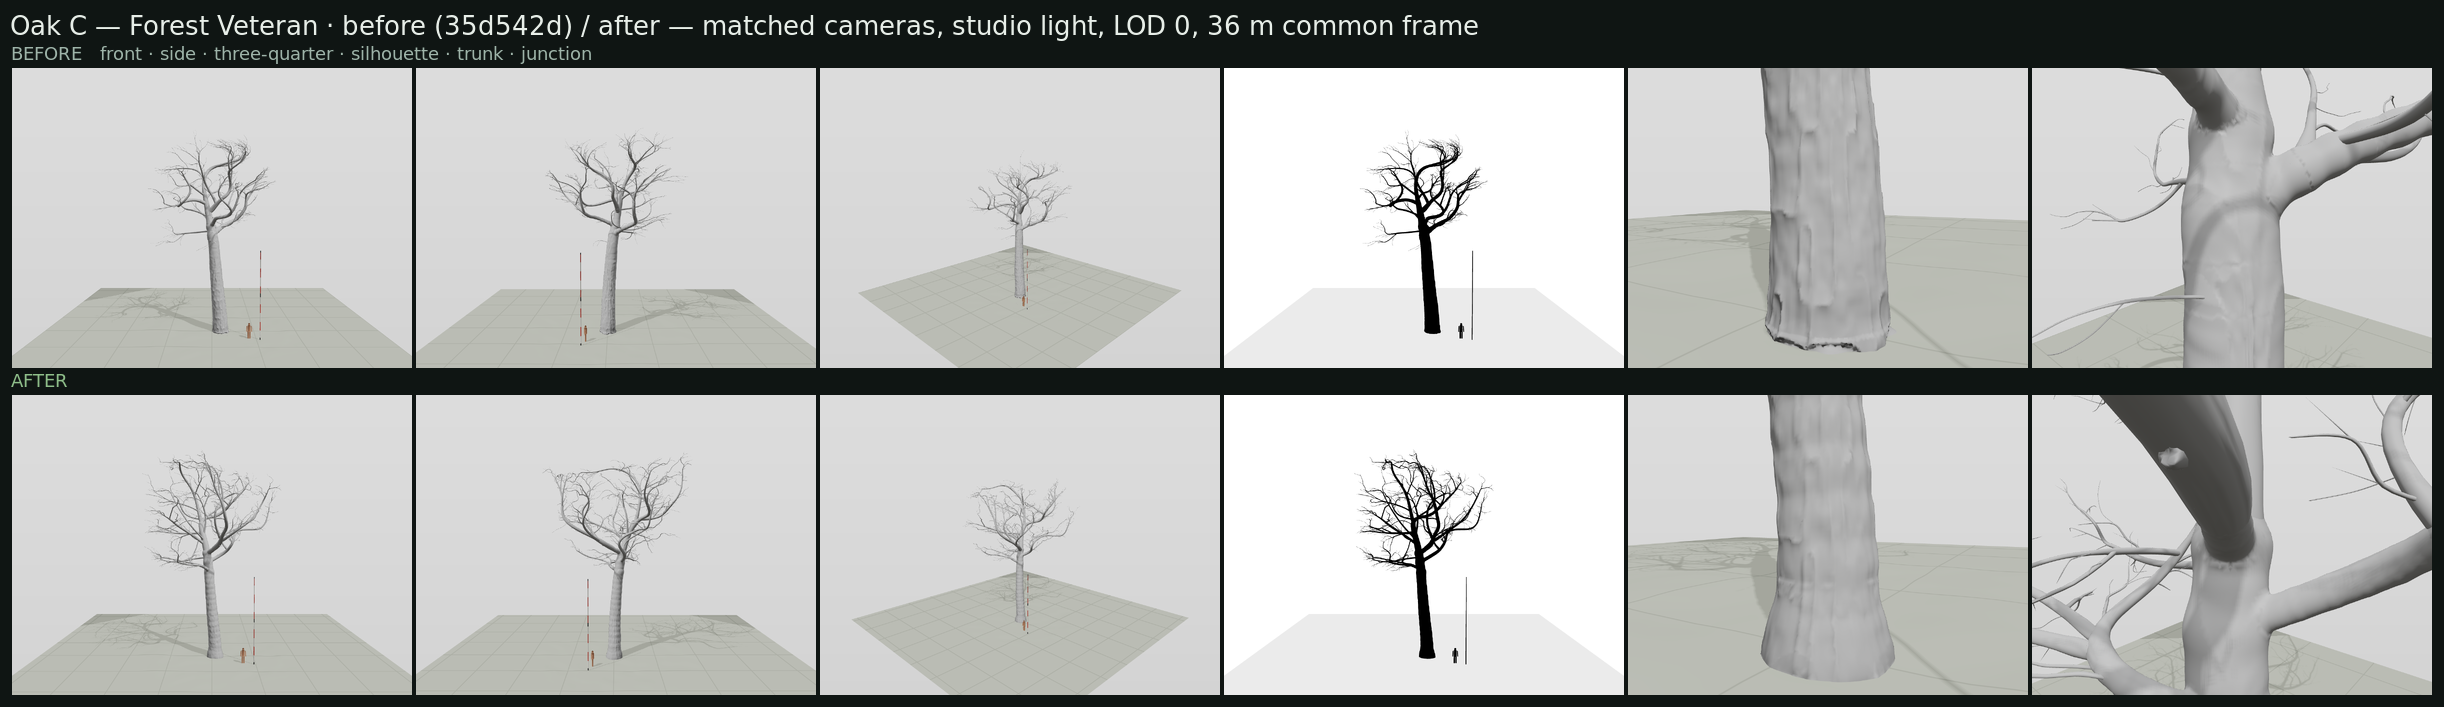 Oak C — Forest Veteran · before (35d542d) / after — matched cameras, studio light, LOD 0, 36 m common frame
BEFORE front · side · three-quarter · silhouette · trunk · junction
AFTER